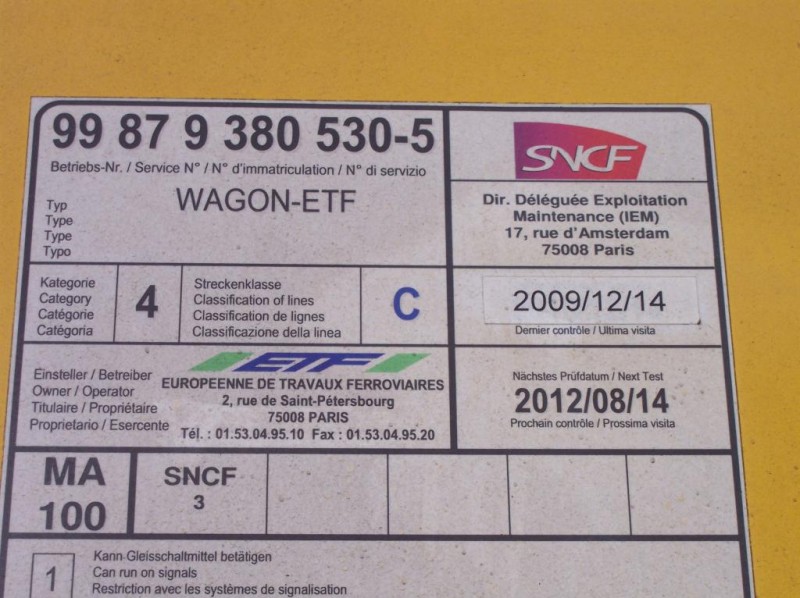 99 87 9 380 530-5
Betriebs-Nr. / Service N° / N° d'immatriculation / N° di servizio
Typ
Type
Type
Typo
WAGON-ETF
SNCF
Dir. Déléguée Exploitation
Maintenance (IEM)
17, rue d'Amsterdam
75008 Paris
Kategorie
Category
Catégorie
Catégoria
4
Streckenklasse
Classification of lines
Classification de lignes
Classificazione della linea
C
2009/12/14
Dernier contrôle / Ultima visita
Einsteller / Betreiber
Owner / Operator
Titulaire / Propriétaire
Proprietario / Esercente
ETF
EUROPEENNE DE TRAVAUX FERROVIAIRES
2, rue de Saint-Pétersbourg
75008 PARIS
Tél. : 01.53.04.95.10 Fax : 01.53.04.95.20
Nächstes Prüfdatum / Next Test
2012/08/14
Prochain contrôle / Prossima visita
MA
100
SNCF
3
1
Kann Gleisschaltmittel betätigen
Can run on signals
Restriction avec les systèmes de signalisation